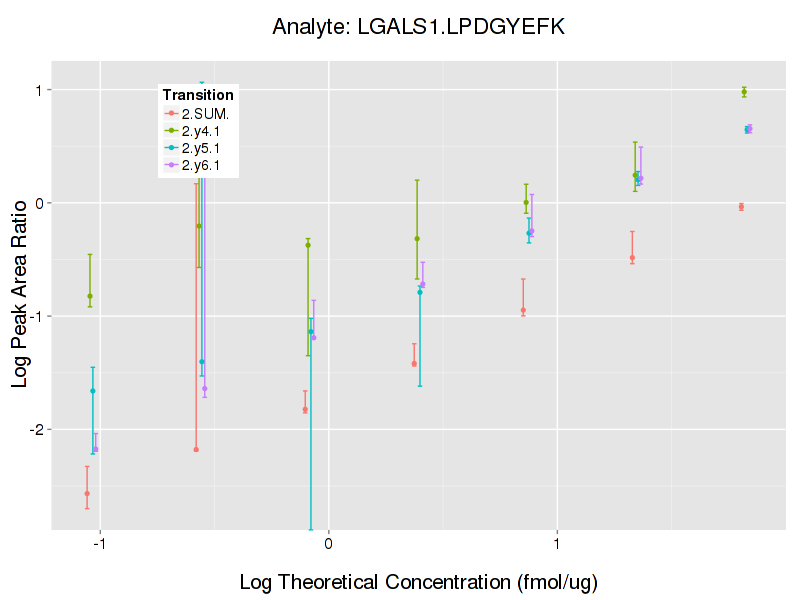 Analyte: LGALS1.LPDGYEFK
Log Peak Area Ratio
1
0
-1
-2
Transition
2.SUM.
2.y4.1
2.y5.1
2.y6.1
-1
0
1
Log Theoretical Concentration (fmol/ug)